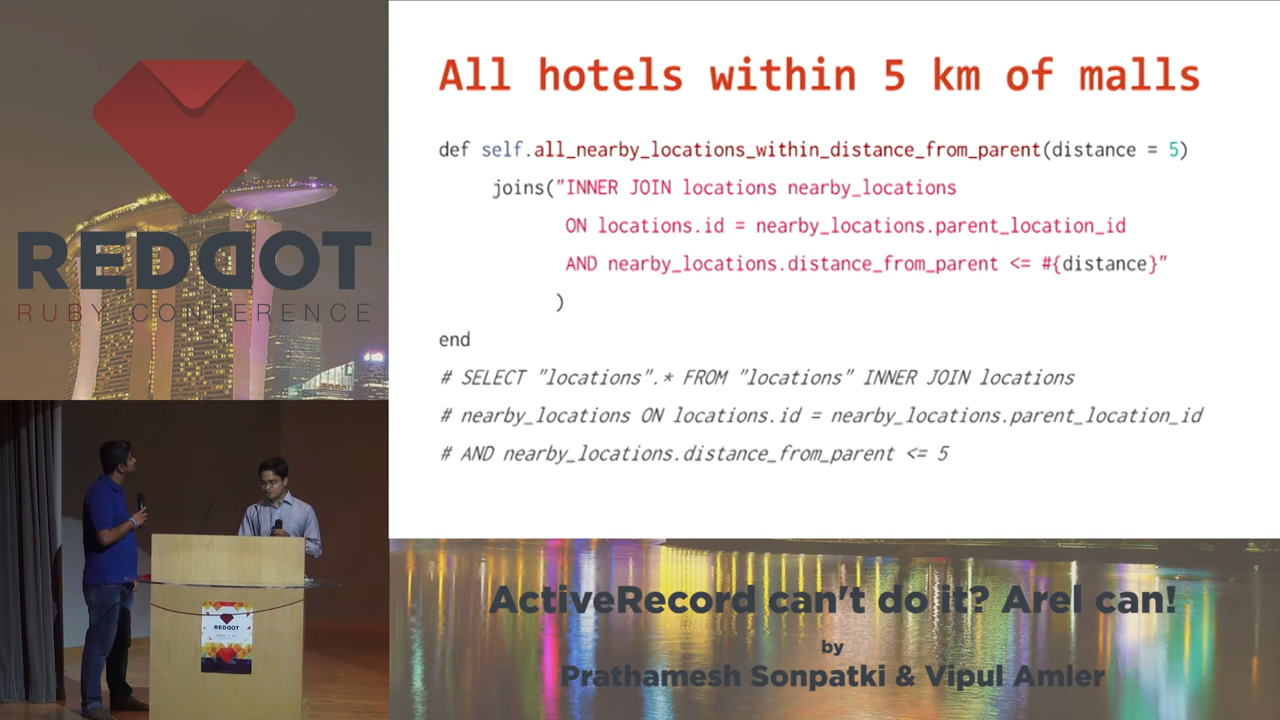 REDDOT
RUBY CONFERENCE
All hotels within 5 km of malls
def self.all_nearby_locations_within_distance_from_parent(distance = 5)
joins("INNER JOIN locations nearby_locations
ON locations.id = nearby_locations.parent_location_id
AND nearby_locations.distance_from_parent <= #{distance}"
)
end
# SELECT "locations".* FROM "locations" INNER JOIN locations
# nearby_locations ON locations.id = nearby_locations.parent_location_id
# AND nearby_locations.distance_from_parent <= 5
REDDOT
ActiveRecord can't do it? Arel can!
by
Prathamesh Sonpatki & Vipul Amler